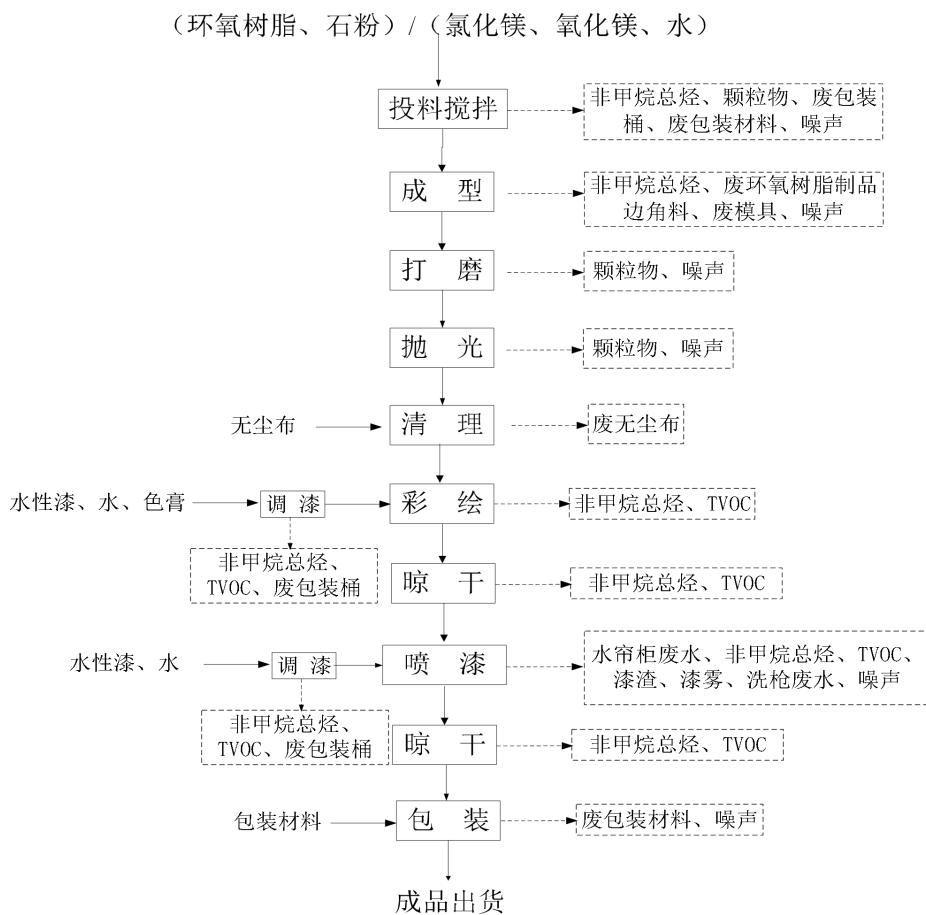 （环氧树脂、石粉）/（氯化镁、氧化镁、水）
投料搅拌
非甲烷总烃、颗粒物、废包装
桶、废包装材料、噪声
成 型
非甲烷总烃、废环氧树脂制品
边角料、废模具、噪声
打 磨
颗粒物、噪声
抛 光
颗粒物、噪声
无尘布
清 理
废无尘布
水性漆、水、色膏
调 漆
彩 绘
非甲烷总烃、TVOC
非甲烷总烃、
TVOC、废包装桶
晾 干
非甲烷总烃、TVOC
水性漆、水
调 漆
喷 漆
水帘柜废水、非甲烷总烃、TVOC、
漆渣、漆雾、洗枪废水、噪声
非甲烷总烃、
TVOC、废包装桶
晾 干
非甲烷总烃、TVOC
包装材料
包 装
废包装材料、噪声
成品出货